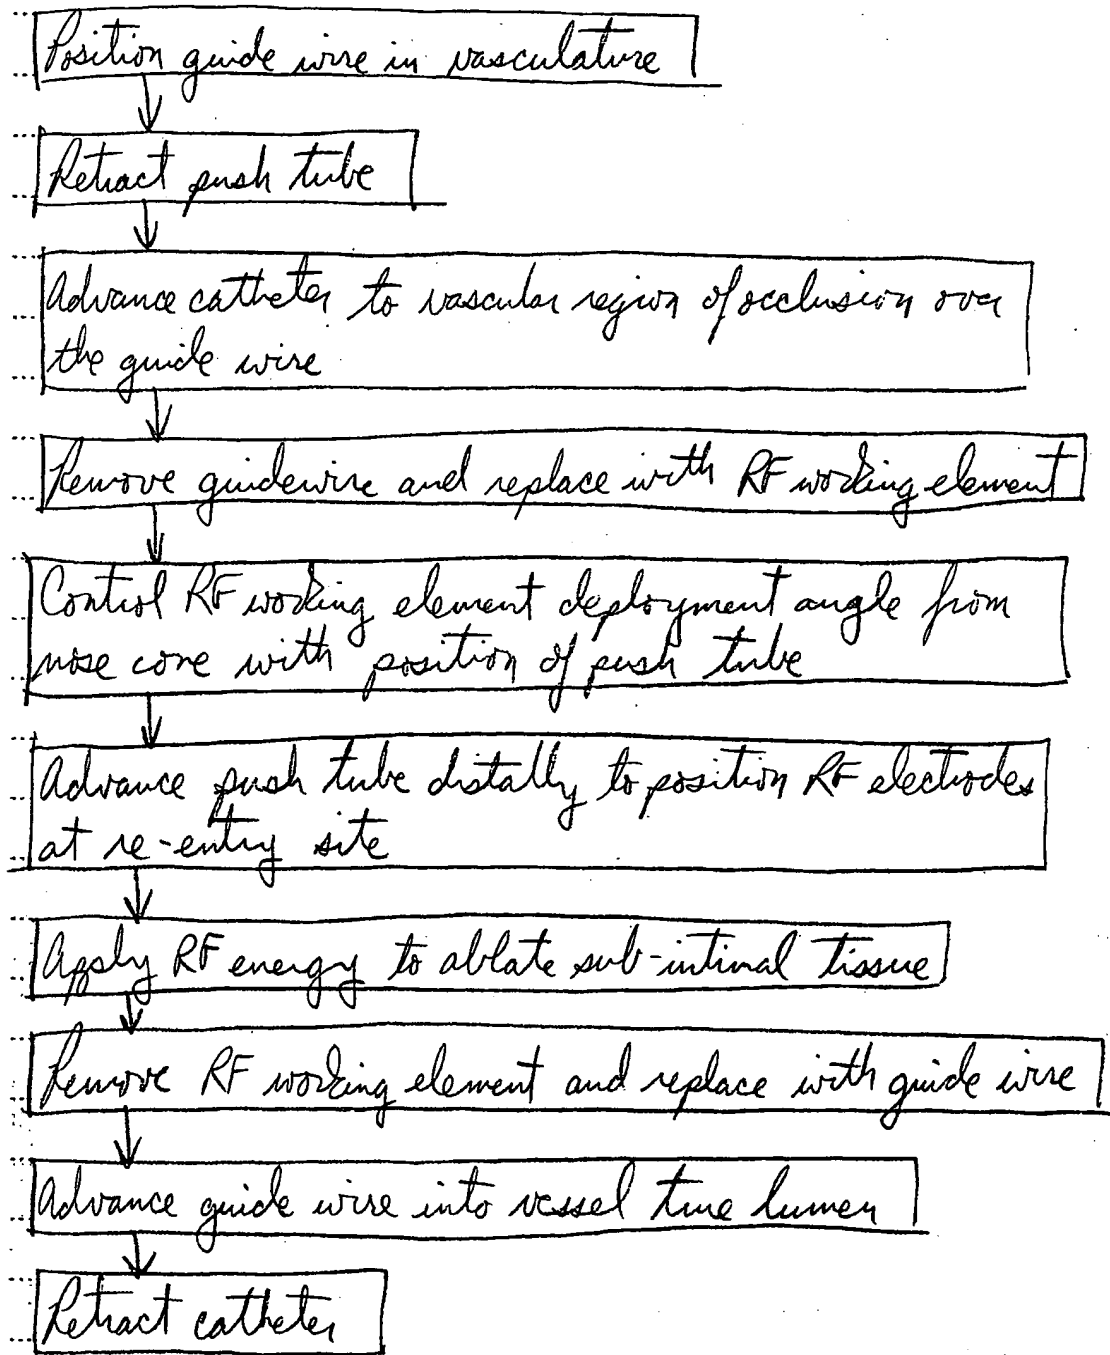 Position guide wire in vasculature
Retract push tube
Advance catheter to vascular region of occlusion over
the guide wire
Remove guidewire and replace with RF working element
Control RF working element deployment angle from
nose cone with position of push tube
Advance push tube distally to position RF electrodes
at re-entry site
Apply RF energy to ablate sub-intimal tissue
Remove RF working element and replace with guide wire
Advance guide wire into vessel true lumen
Retract catheter